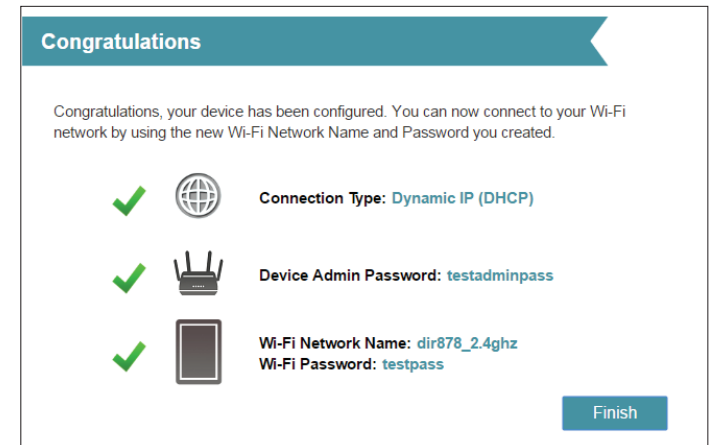 Congratulations
Congratulations, your device has been configured. You can now connect to your Wi-Fi
network by using the new Wi-Fi Network Name and Password you created.
Connection Type: Dynamic IP (DHCP)
Device Admin Password: testadminpass
Wi-Fi Network Name: dir878_2.4ghz
Wi-Fi Password: testpass
Finish